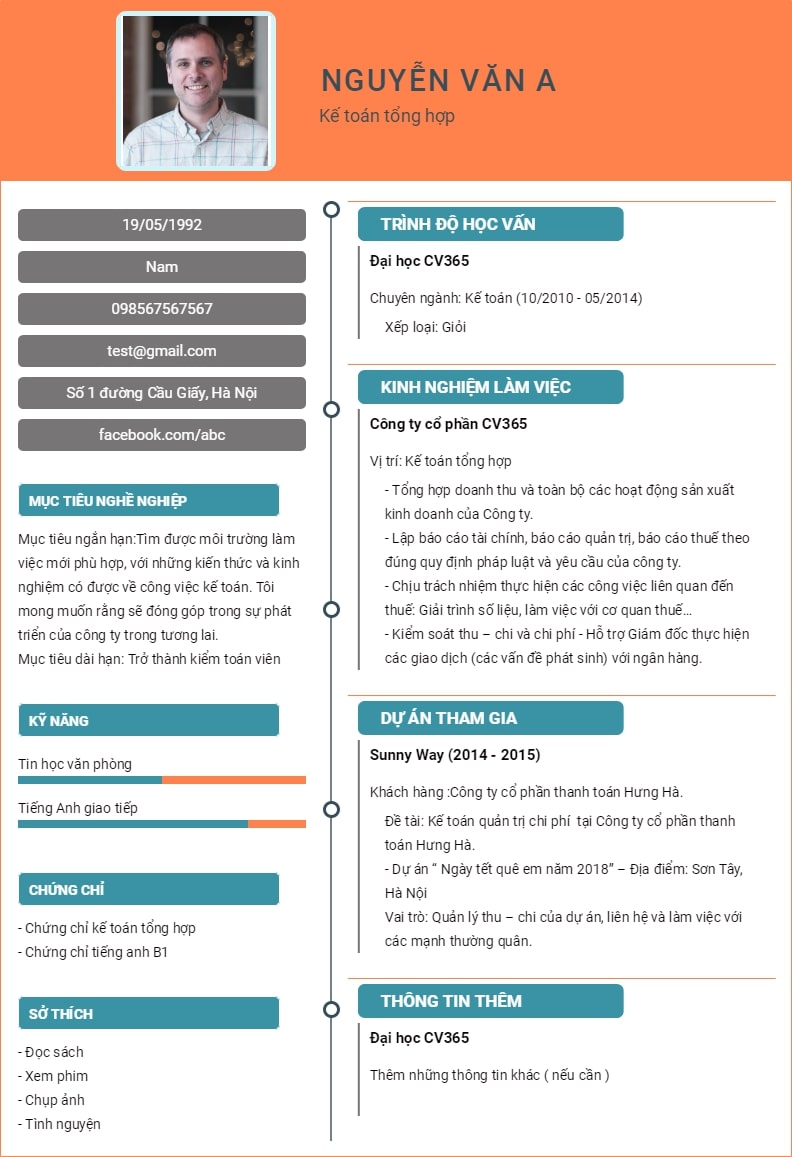 NGUYỄN VĂN A
Kế toán tổng hợp
19/05/1992
Nam
098567567567
test@gmail.com
Số 1 đường Cầu Giấy, Hà Nội
facebook.com/abc
MỤC TIÊU NGHỀ NGHIỆP
Mục tiêu ngắn hạn:Tìm được môi trường làm
việc mới phù hợp, với những kiến thức và kinh
nghiệm có được về công việc kế toán. Tôi
mong muốn rằng sẽ đóng góp trong sự phát
triển của công ty trong tương lai.
Mục tiêu dài hạn: Trở thành kiểm toán viên
KỸ NĂNG
Tin học văn phòng
Tiếng Anh giao tiếp
CHỨNG CHỈ
- Chứng chỉ kế toán tổng hợp
- Chứng chỉ tiếng anh B1
SỞ THÍCH
- Đọc sách
- Xem phim
- Chụp ảnh
- Tình nguyện
TRÌNH ĐỘ HỌC VẤN
Đại học CV365
Chuyên ngành: Kế toán (10/2010 - 05/2014)
Xếp loại: Giỏi
KINH NGHIỆM LÀM VIỆC
Công ty cổ phần CV365
Vị trí: Kế toán tổng hợp
- Tổng hợp doanh thu và toàn bộ các hoạt động sản xuất
kinh doanh của Công ty.
- Lập báo cáo tài chính, báo cáo quản trị, báo cáo thuế theo
đúng quy định pháp luật và yêu cầu của công ty.
- Chịu trách nhiệm thực hiện các công việc liên quan đến
thuế: Giải trình số liệu, làm việc với cơ quan thuế...
- Kiểm soát thu – chi và chi phí - Hỗ trợ Giám đốc thực hiện
các giao dịch (các vấn đề phát sinh) với ngân hàng.
DỰ ÁN THAM GIA
Sunny Way (2014 - 2015)
Khách hàng :Công ty cổ phần thanh toán Hưng Hà.
Đề tài: Kế toán quản trị chi phí tại Công ty cổ phần thanh
toán Hưng Hà.
- Dự án “ Ngày tết quê em năm 2018” – Địa điểm: Sơn Tây,
Hà Nội
Vai trò: Quản lý thu – chi của dự án, liên hệ và làm việc với
các mạnh thường quân.
THÔNG TIN THÊM
Đại học CV365
Thêm những thông tin khác ( nếu cần )